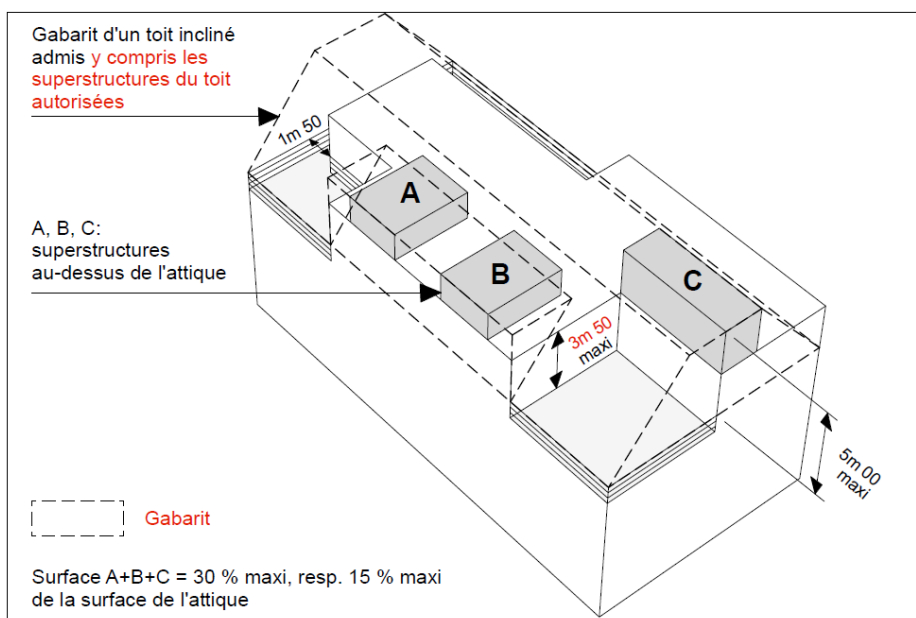 Gabarit d'un toit incliné
admis y compris les
superstructures du toit
autorisées
1m 50
A
A, B, C:
superstructures
au-dessus de l'attique
B
C
3m 50
maxi
5m 00
maxi
Gabarit
Surface A+B+C = 30 % maxi, resp. 15 % maxi
de la surface de l'attique